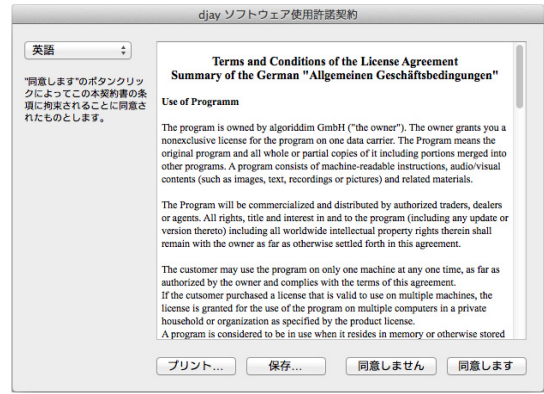 djay ソフトウェア使用許諾契約
英語
"同意します"のボタンクリッ
クによってこの本契約書の条
項に拘束されることに同意さ
れたものとします。
Terms and Conditions of the License Agreement
Summary of the German "Allgemeinen Geschäftsbedingungen"
Use of Programm
The program is owned by algoriddim GmbH ("the owner"). The owner grants you a
nonexclusive license for the program on one data carrier. The Program means the
original program and all whole or partial copies of it including portions merged into
other programs. A program consists of machine-readable instructions, audio/visual
contents (such as images, text, recordings or pictures) and related materials.
The Program will be commercialized and distributed by authorized traders, dealers
or agents. All rights, title and interest in and to the program (including any update or
version thereto) including all worldwide intellectual property rights therein shall
remain with the owner as far as otherwise settled forth in this agreement.
The customer may use the program on only one machine at any one time, as far as
authorized by the owner and complies with the terms of this agreement.
If the cutsomer purchased a license that is valid to use on multiple machines, the
license is granted for the use of the program on multiple computers in a private
household or organization as specified by the product license.
A program is considered to be in use when it resides in memory or otherwise stored
プリント... 保存... 同意しません 同意します